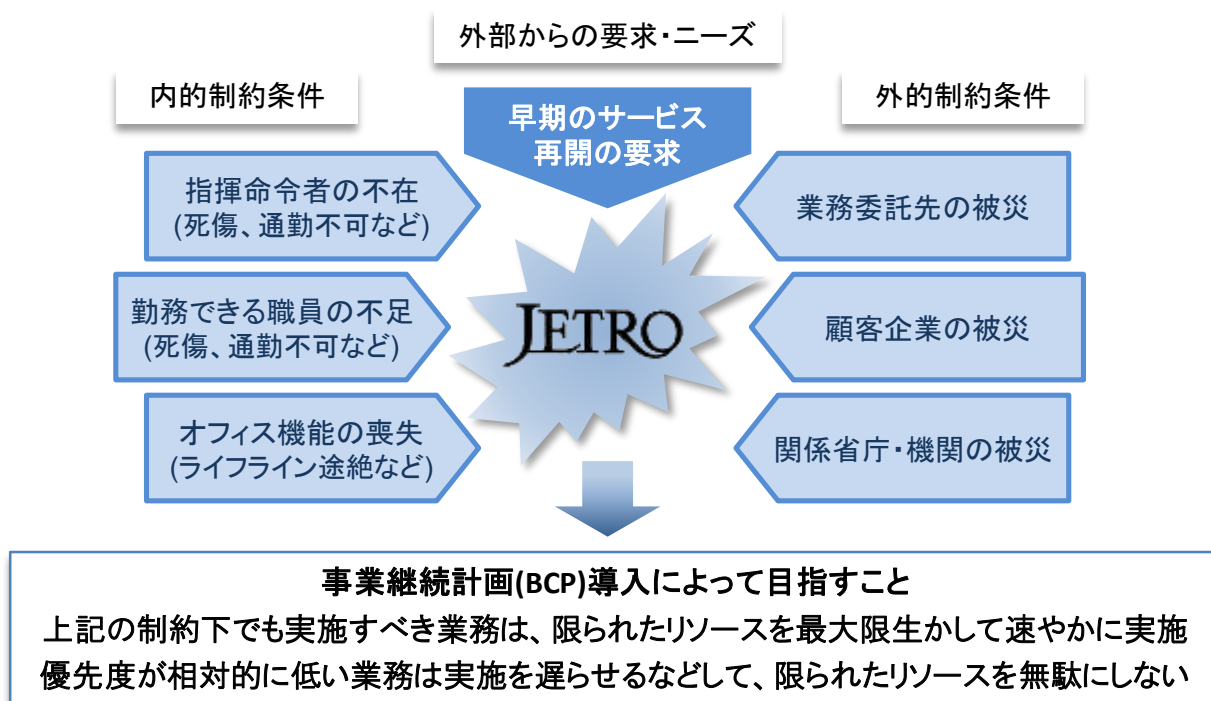 外部からの要求・ニーズ
内的制約条件
外的制約条件
早期のサービス
再開の要求
指揮命令者の不在
(死傷、通勤不可など)
業務委託先の被災
勤務できる職員の不足
(死傷、通勤不可など)
JETRO
顧客企業の被災
オフィス機能の喪失
(ライフライン途絶など)
関係省庁・機関の被災
事業継続計画(BCP)導入によって目指すこと
上記の制約下でも実施すべき業務は、限られたリソースを最大限生かして速やかに実施
優先度が相対的に低い業務は実施を遅らせるなどして、限られたリソースを無駄にしない